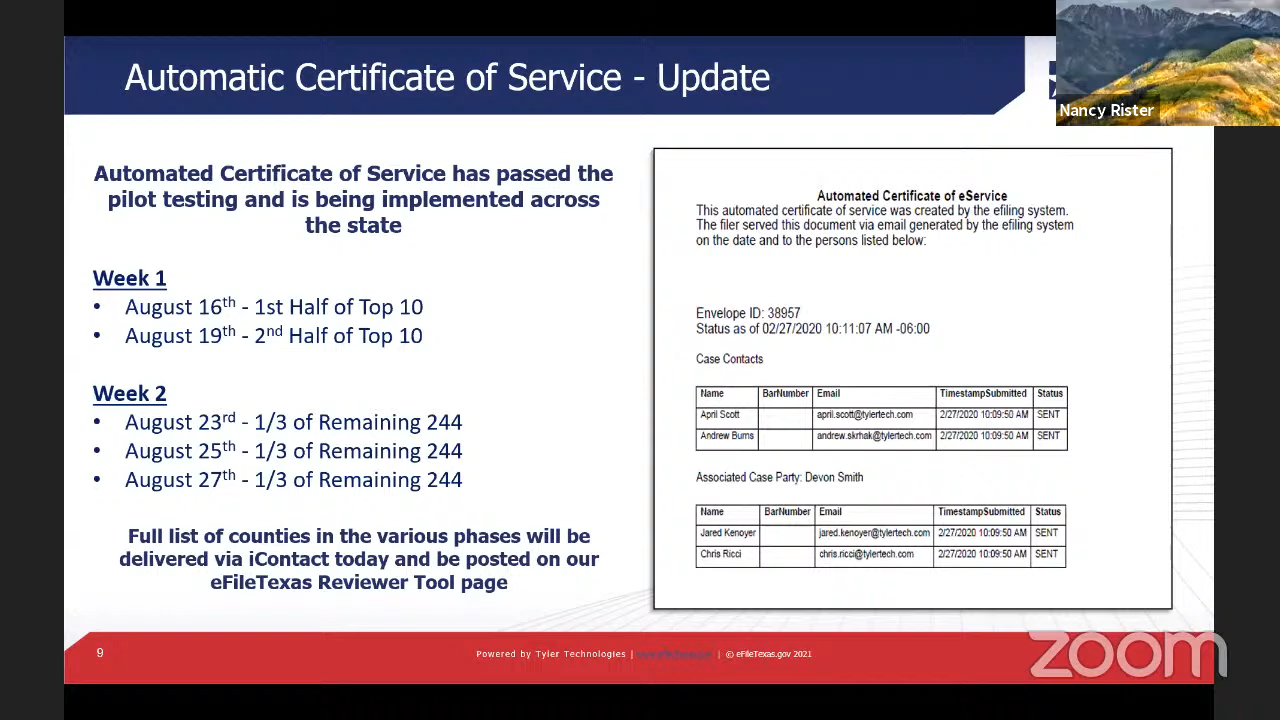 Automatic Certificate of Service - Update
Nancy Rister
Automated Certificate of Service has passed the
pilot testing and is being implemented across
the state
Week 1
• August 16th - 1st Half of Top 10
• August 19th - 2nd Half of Top 10
Week 2
• August 23rd - 1/3 of Remaining 244
• August 25th - 1/3 of Remaining 244
• August 27th - 1/3 of Remaining 244
Full list of counties in the various phases will be
delivered via iContact today and be posted on our
eFileTexas Reviewer Tool page
Automated Certificate of eService
This automated certificate of service was created by the efiling system.
The filer served this document via email generated by the efiling system
on the date and to the persons listed below:
Envelope ID: 38957
Status as of 02/27/2020 10:11:07 AM -06:00
Case Contacts
Name BarNumber Email TimestampSubmitted Status
April Scott april.scott@tylertech.com 2/27/2020 10:09:50 AM SENT
Andrew Burns andrew.skrhak@tylertech.com 2/27/2020 10:09:50 AM SENT
Associated Case Party: Devon Smith
Name BarNumber Email TimestampSubmitted Status
Jared Kenoyer jared.kenoyer@tylertech.com 2/27/2020 10:09:50 AM SENT
Chris Ricci chris.ricci@tylertech.com 2/27/2020 10:09:50 AM SENT
9
Powered by Tyler Technologies | | © eFileTexas.gov 2021
zoom